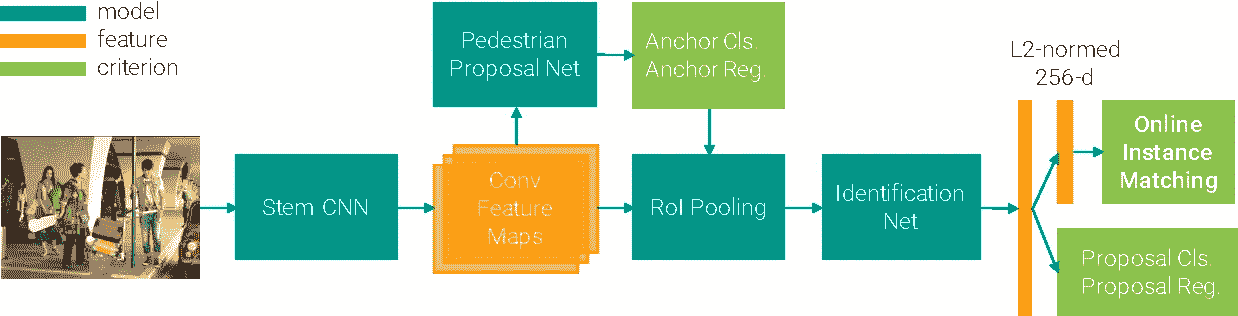 model
feature
criterion
Pedestrian
Proposal Net
Anchor Cls.
Anchor Reg.
L2-normed
256-d
Stem CNN
Conv
Feature
Maps
RoI Pooling
Identification
Net
Online
Instance
Matching
Proposal Cls.
Proposal Reg.